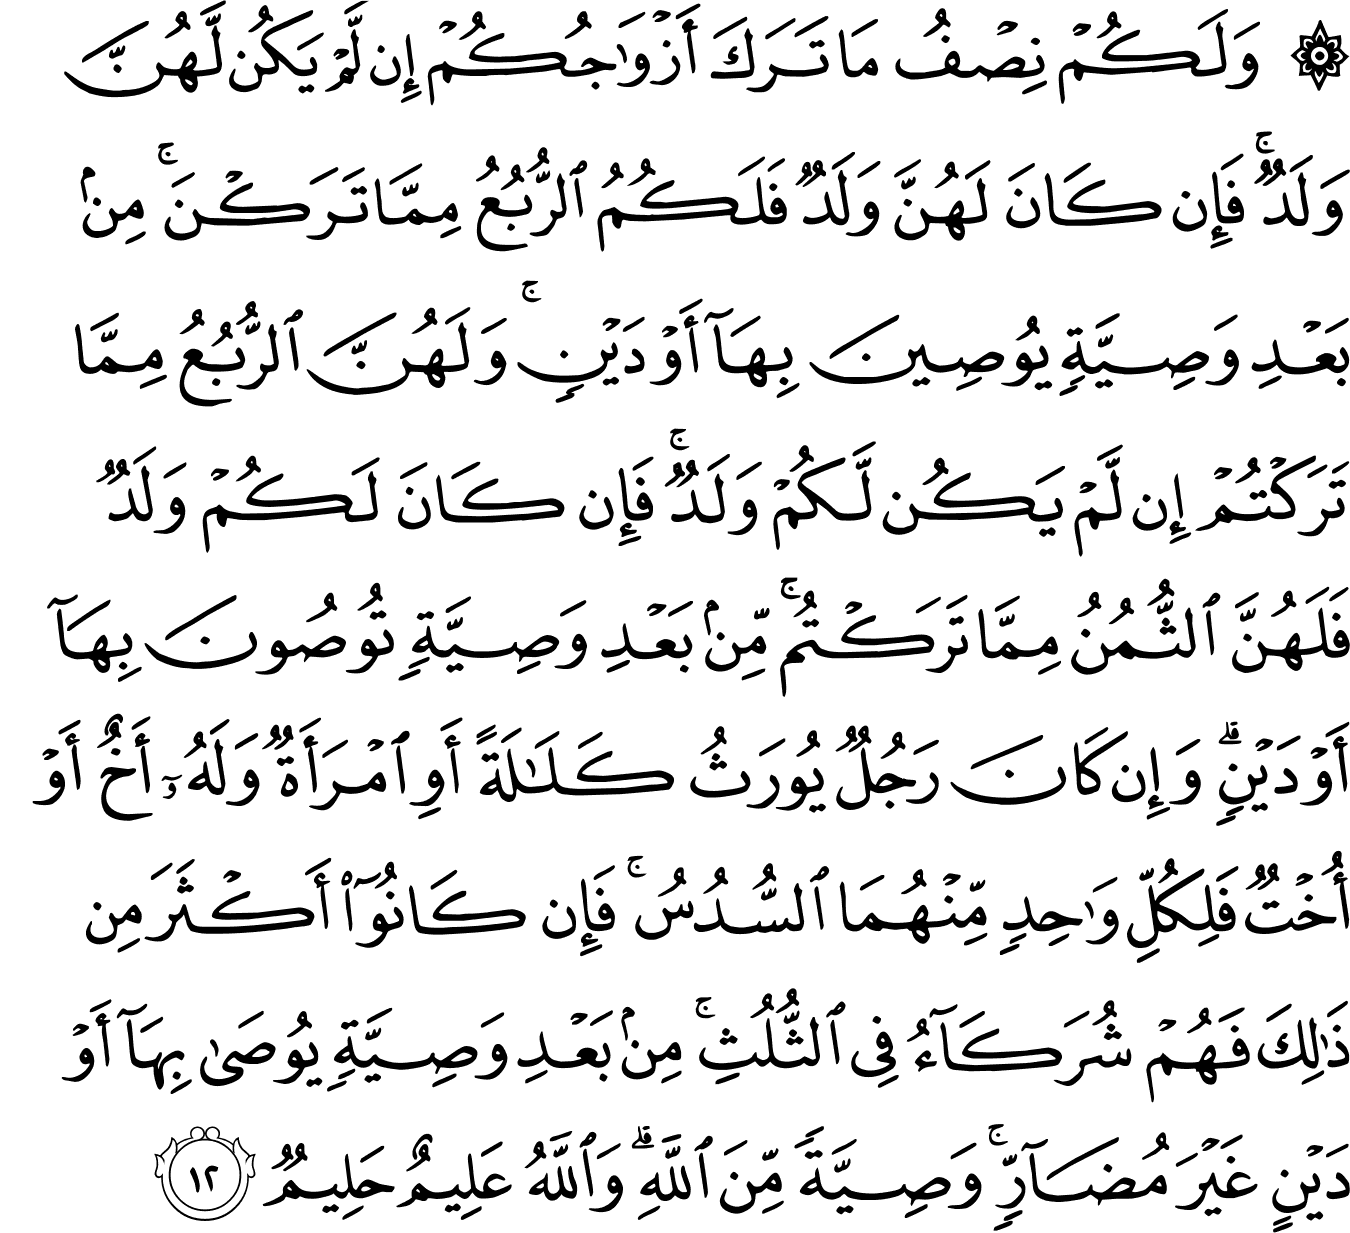 ۞ وَلَكُمْ نِصْفُ مَا تَرَكَ أَزْوَٰجُكُمْ إِن لَّمْ يَكُن لَّهُنَّ
وَلَدٌ ۚ فَإِن كَانَ لَهُنَّ وَلَدٌ فَلَكُمُ ٱلرُّبُعُ مِمَّا تَرَكْنَ ۚ مِنۢ
بَعْدِ وَصِيَّةٍ يُوصِينَ بِهَآ أَوْ دَيْنٍ ۚ وَلَهُنَّ ٱلرُّبُعُ مِمَّا
تَرَكْتُمْ إِن لَّمْ يَكُن لَّكُمْ وَلَدٌ ۚ فَإِن كَانَ لَكُمْ وَلَدٌ
فَلَهُنَّ ٱلثُّمُنُ مِمَّا تَرَكْتُم ۚ مِّنۢ بَعْدِ وَصِيَّةٍ تُوصُونَ بِهَآ
أَوْ دَيْنٍ ۗ وَإِن كَانَ رَجُلٌ يُورَثُ كَلَـٰلَةً أَوِ ٱمْرَأَةٌ وَلَهُۥٓ أَخٌ أَوْ
أُخْتٌ فَلِكُلِّ وَٰحِدٍ مِّنْهُمَا ٱلسُّدُسُ ۚ فَإِن كَانُوٓا۟ أَكْثَرَ مِن
ذَٰلِكَ فَهُمْ شُرَكَآءُ فِى ٱلثُّلُثِ ۚ مِنۢ بَعْدِ وَصِيَّةٍ يُوصَىٰ بِهَآ أَوْ
دَيْنٍ غَيْرَ مُضَآرٍّ ۚ وَصِيَّةً مِّنَ ٱللَّهِ ۗ وَٱللَّهُ عَلِيمٌ حَلِيمٌ ١٢